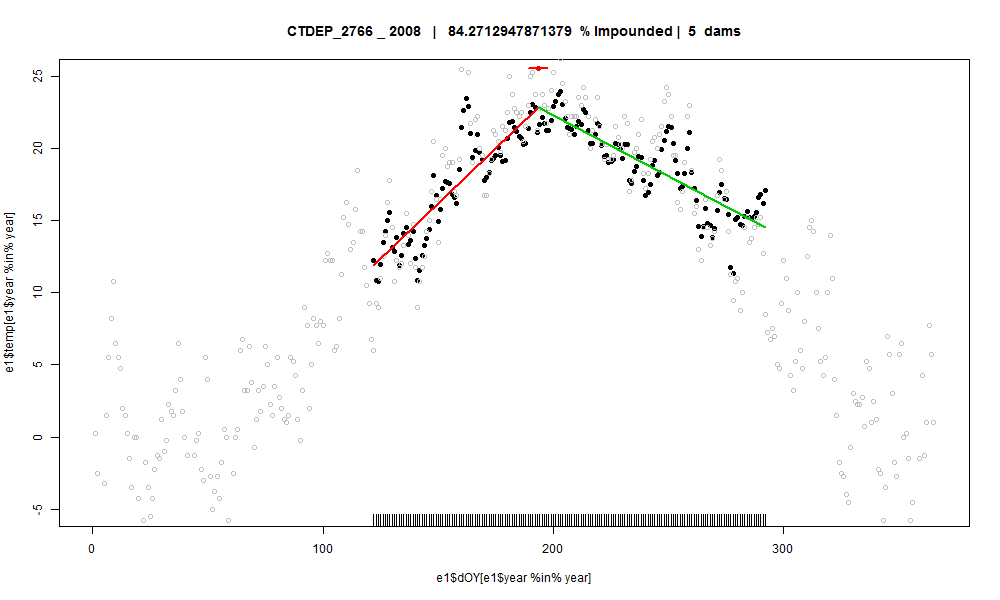 CTDEP_2766 _ 2008 | 84.2712947871379 % Impounded | 5 dams
e1$temp[e1$year %in% year]
25
20
15
10
5
0
-5
0 100 200 300
e1$dOY[e1$year %in% year]